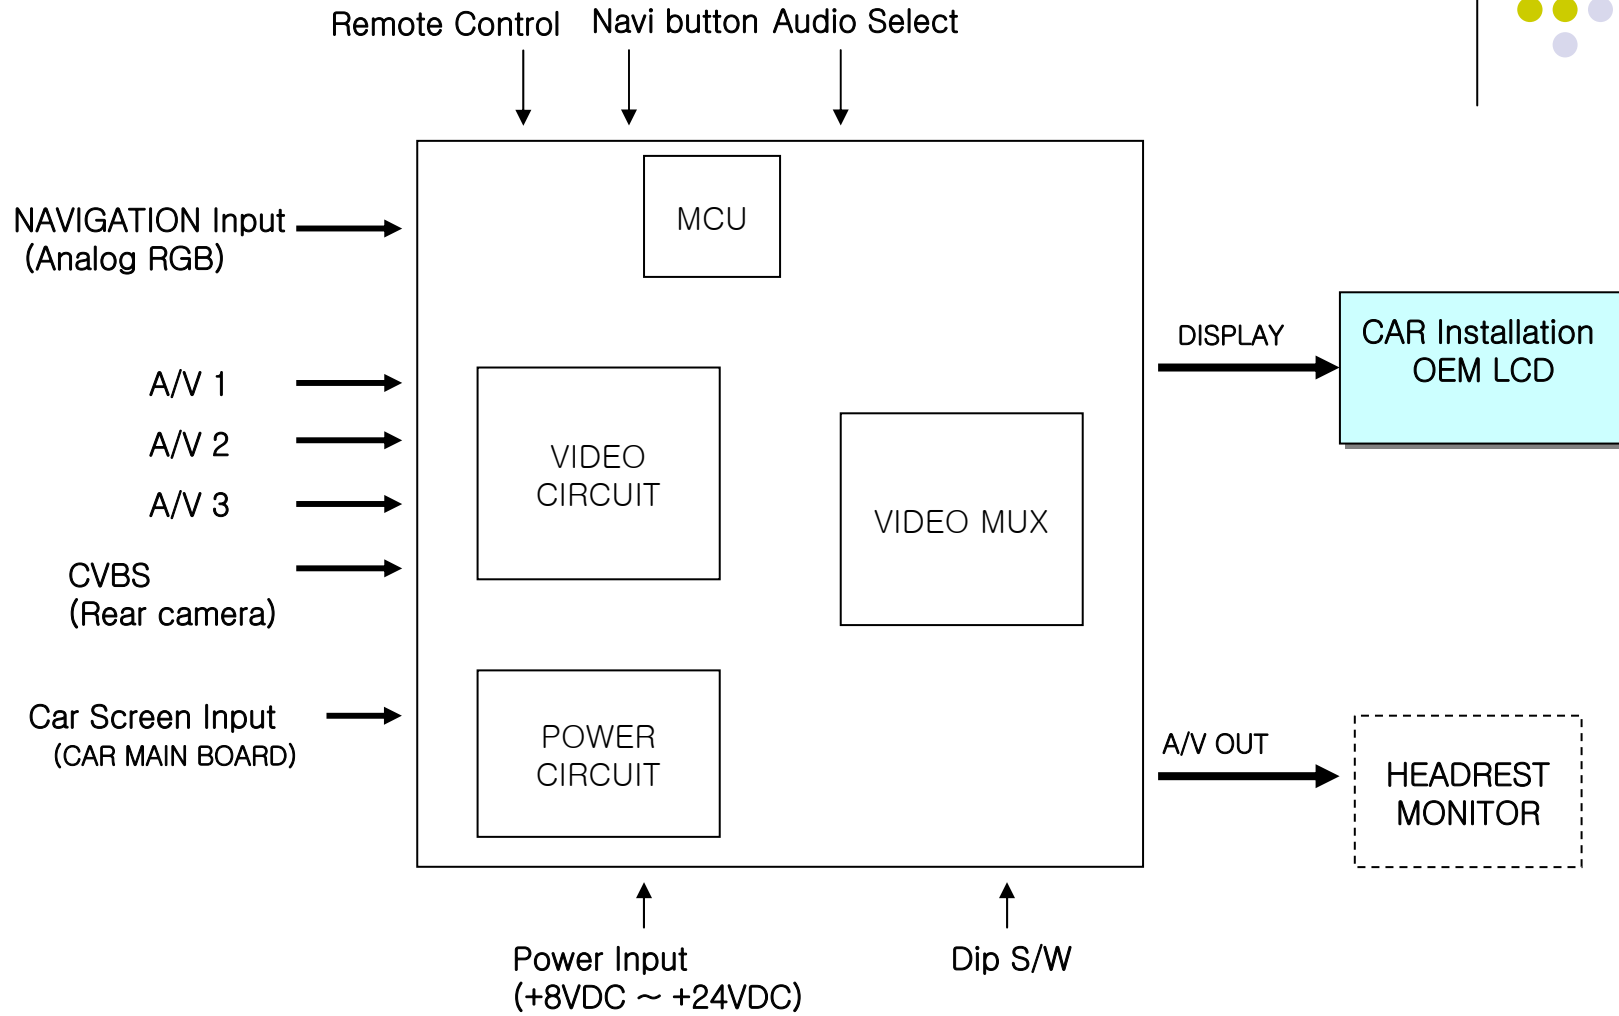 Remote Control
Navi button
Audio Select
MCU
NAVIGATION Input
(Analog RGB)
A/V 1
A/V 2
A/V 3
CVBS
(Rear camera)
Car Screen Input
(CAR MAIN BOARD)
VIDEO
CIRCUIT
VIDEO MUX
POWER
CIRCUIT
DISPLAY
CAR Installation
OEM LCD
A/V OUT
HEADREST
MONITOR
Power Input
(+8VDC ~ +24VDC)
Dip S/W